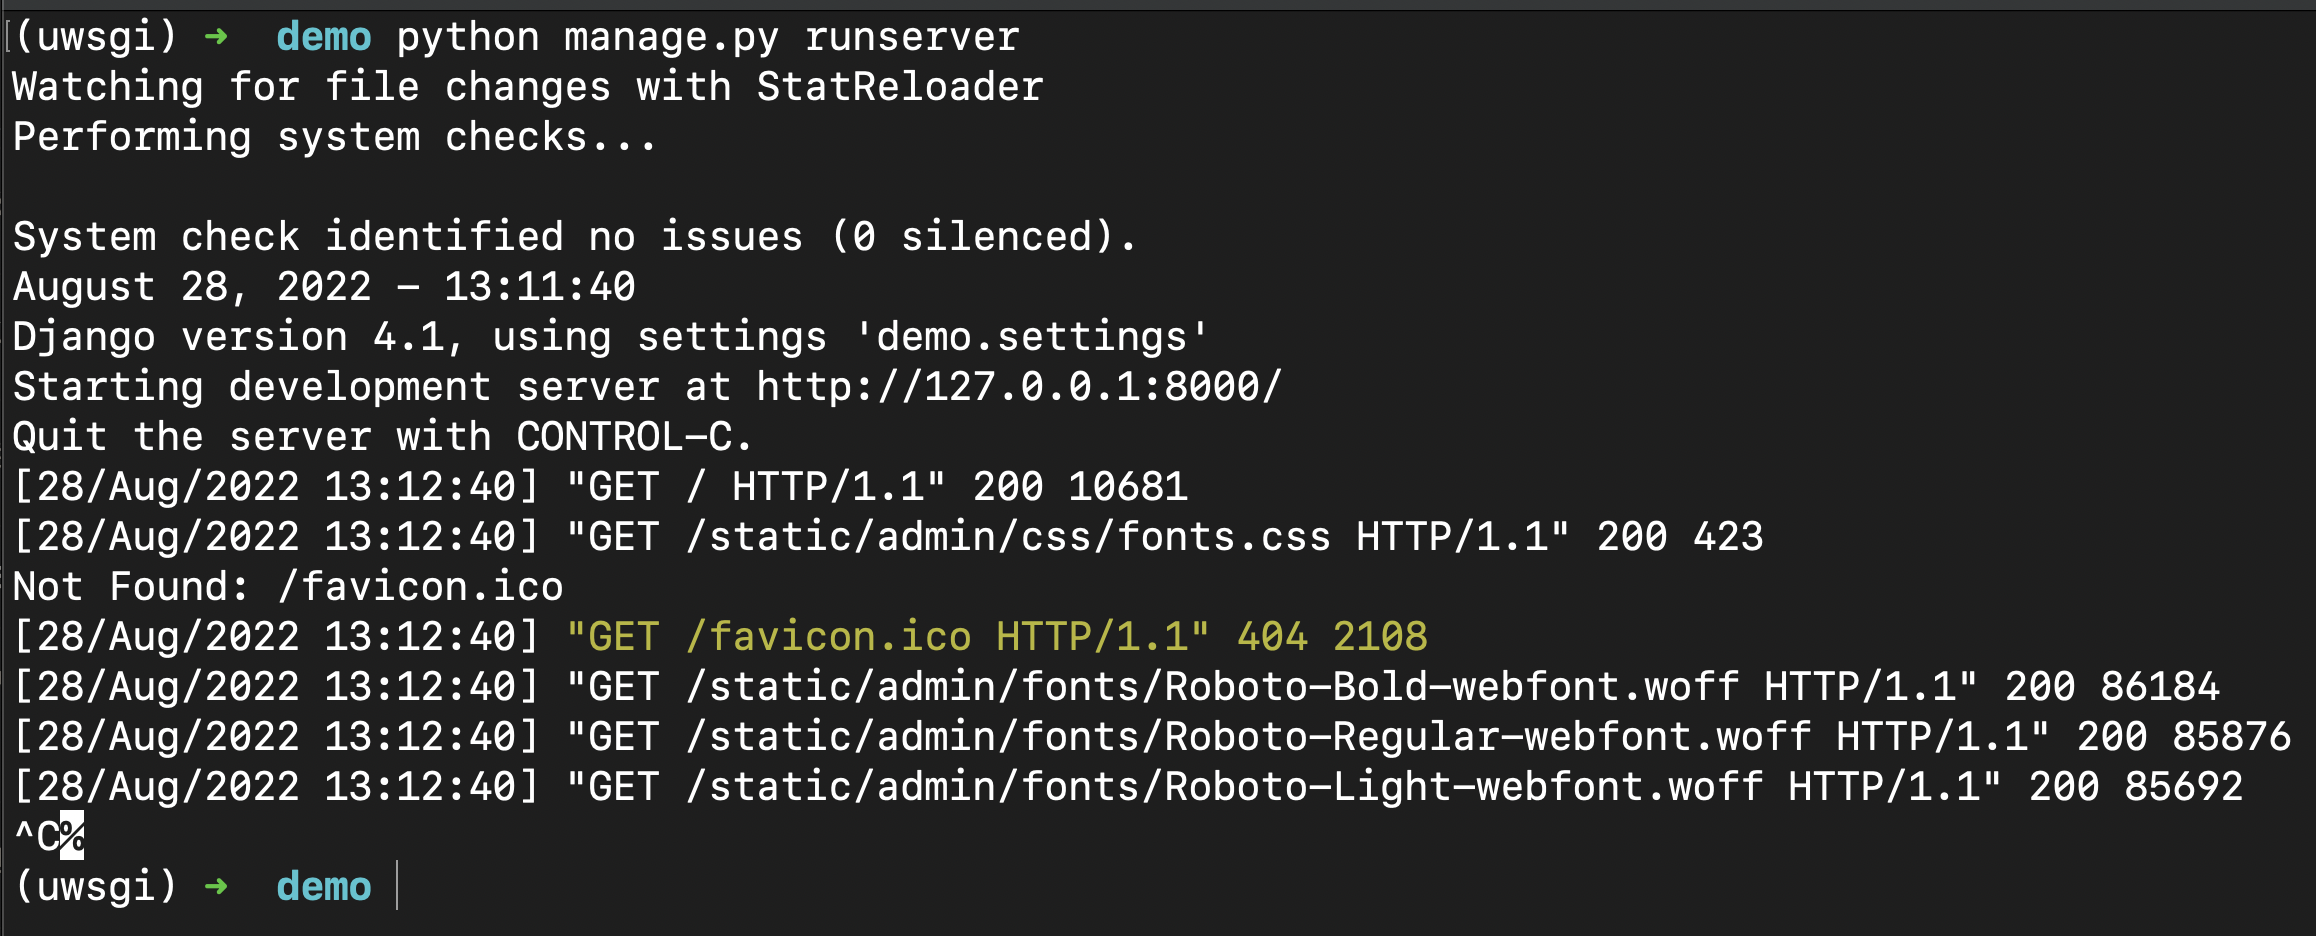 (uwsgi) ➜  demo python manage.py runserver
Watching for file changes with StatReloader
Performing system checks...
System check identified no issues (0 silenced).
August 28, 2022 - 13:11:40
Django version 4.1, using settings 'demo.settings'
Starting development server at http://127.0.0.1:8000/
Quit the server with CONTROL-C.
[28/Aug/2022 13:12:40] "GET / HTTP/1.1" 200 10681
[28/Aug/2022 13:12:40] "GET /static/admin/css/fonts.css HTTP/1.1" 200 423
Not Found: /favicon.ico
[28/Aug/2022 13:12:40] "GET /favicon.ico HTTP/1.1" 404 2108
[28/Aug/2022 13:12:40] "GET /static/admin/fonts/Roboto-Bold-webfont.woff HTTP/1.1" 200 86184
[28/Aug/2022 13:12:40] "GET /static/admin/fonts/Roboto-Regular-webfont.woff HTTP/1.1" 200 85876
[28/Aug/2022 13:12:40] "GET /static/admin/fonts/Roboto-Light-webfont.woff HTTP/1.1" 200 85692
^C%
(uwsgi) ➜  demo